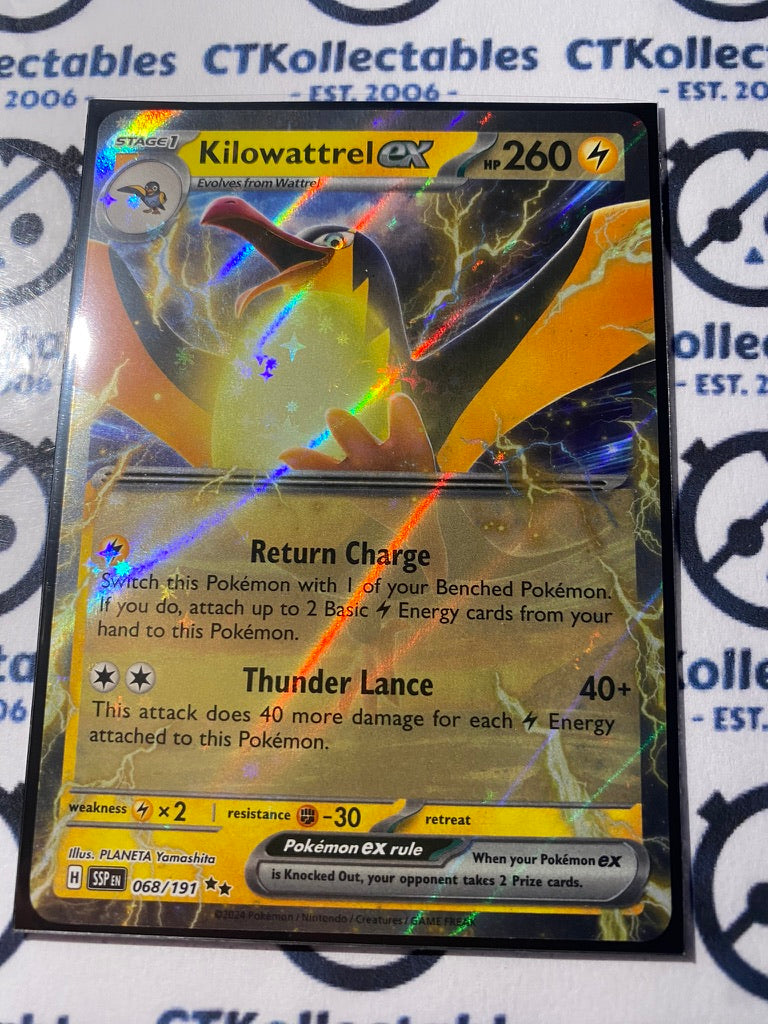 ectables CTKollectables CTKollec
2006 - - EST. 2006 - - EST. 20
STAGE 1 Kilowattrel ex HP 260
Evolves from Wattrel
Return Charge
Switch this Pokémon with 1 of your Benched Pokémon.
If you do, attach up to 2 Basic Energy cards from your
hand to this Pokémon.
Thunder Lance 40+
This attack does 40 more damage for each Energy
attached to this Pokémon.
weakness ×2 resistance -30 retreat
Illus. PLANETA Yamashita
Pokémon ex rule
When your Pokémon ex
is Knocked Out, your opponent takes 2 Prize cards.
H SSP EN 068/191 ★★
©2024 Pokémon / Nintendo / Creatures / GAME FREAK